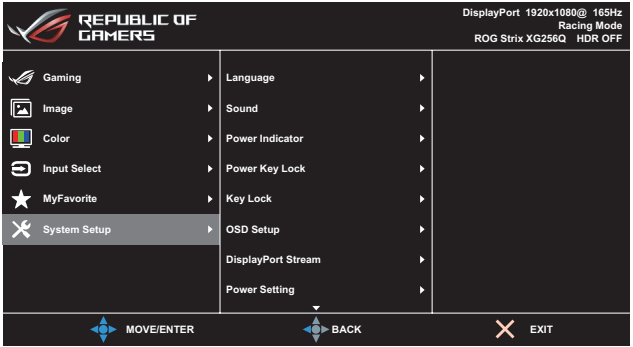 REPUBLIC OF
GAMERS
DisplayPort 1920x1080@ 165Hz
Racing Mode
ROG Strix XG256Q HDR OFF
Gaming
Image
Color
Input Select
MyFavorite
System Setup
Language
Sound
Power Indicator
Power Key Lock
Key Lock
OSD Setup
DisplayPort Stream
Power Setting
MOVE/ENTER
BACK
EXIT